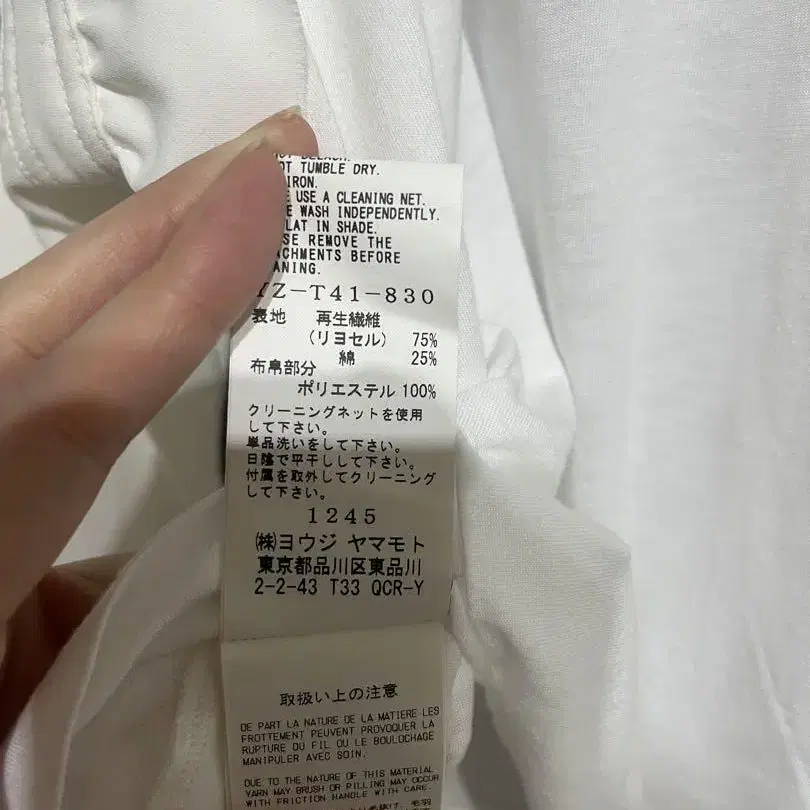 TUMBLE DRY.
IRON.
USE A CLEANING NET.
WASH INDEPENDENTLY.
IN SHADE.
REMOVE THE
BEFORE
YZ-T41-830
表地 再生繊維
(リヨセル) 75%
綿 25%
布帛部分
ポリエステル 100%
クリーニングネットを使用
して下さい。
単品洗いをして下さい。
日陰で平干しして下さい。
付属を取外してクリーニング
して下さい。
1245
㈱ヨウジ ヤマモト
東京都品川区東品川
2-2-43 T33 QCR-Y
取扱い上の注意
DE PART LA NATURE DE LA MATIERE LES
FROTTEMENT PEUVENT PROVOQUER LA
RUPTURE DU FIL OU LE BOULOCHAGE
MANIPULER AVEC SOIN.
DUE TO THE NATURE OF THIS MATERIAL
YARN MAY BRUSH OR PILLING MAY OCCUR
WITH FRICTION HANDLE WITH CARE.